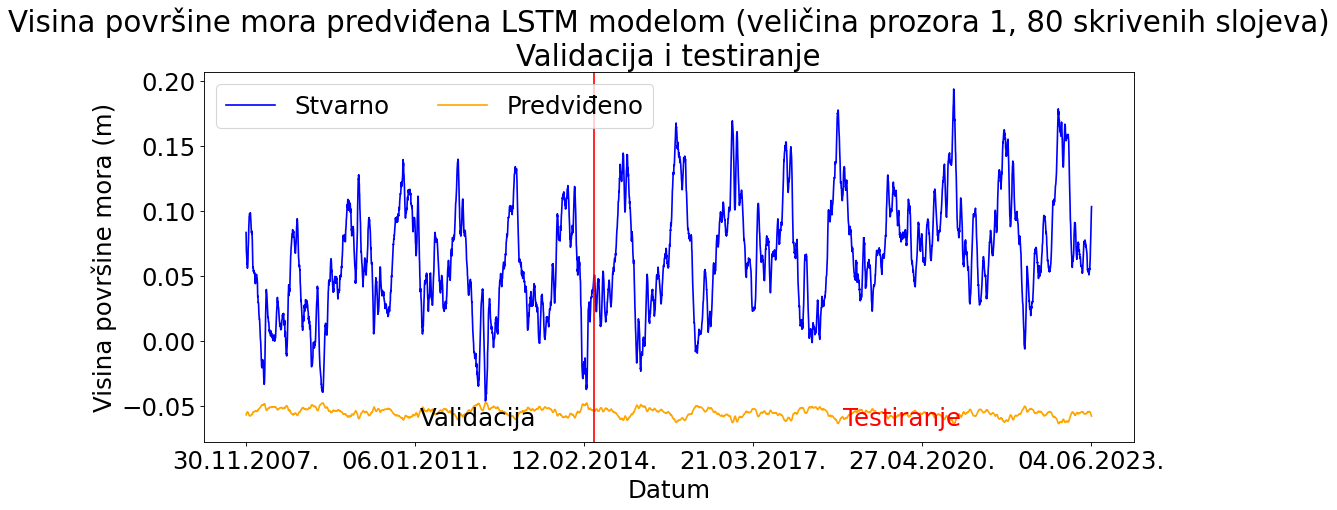 Visina površine mora predviđena LSTM modelom (veličina prozora 1, 80 skrivenih slojeva)
Validacija i testiranje
Stvarno Predviđeno
Visina površine mora (m)
0.20
0.15
0.10
0.05
0.00
−0.05
Validacija Testiranje
30.11.2007. 06.01.2011. 12.02.2014. 21.03.2017. 27.04.2020. 04.06.2023.
Datum